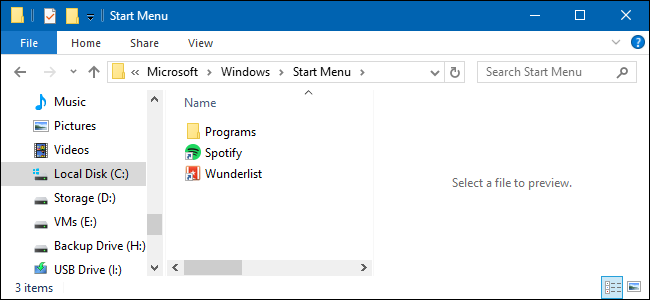 Start Menu
File Home Share View
« Microsoft > Windows > Start Menu > Search Start Menu
Music
Pictures
Videos
Local Disk (C:)
Storage (D:)
VMs (E:)
Backup Drive (H:)
USB Drive (I:)
Name
Programs
Spotify
Wunderlist
Select a file to preview.
3 items